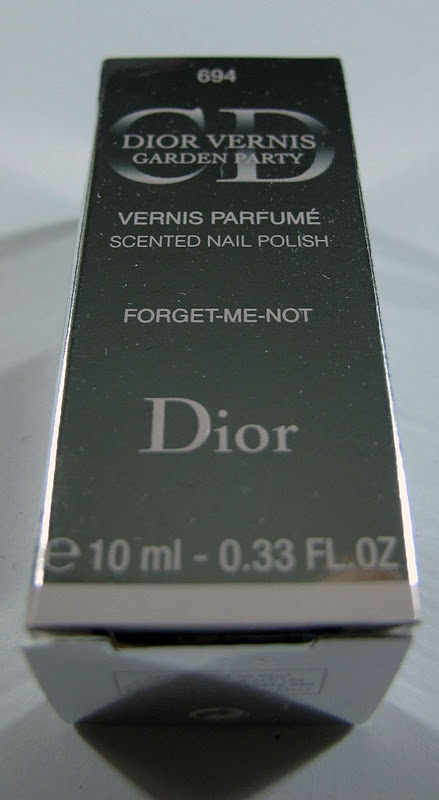 694
CD
DIOR VERNIS
GARDEN PARTY
VERNIS PARFUMÉ
SCENTED NAIL POLISH
FORGET-ME-NOT
Dior
℮ 10 ml - 0.33 FL.OZ